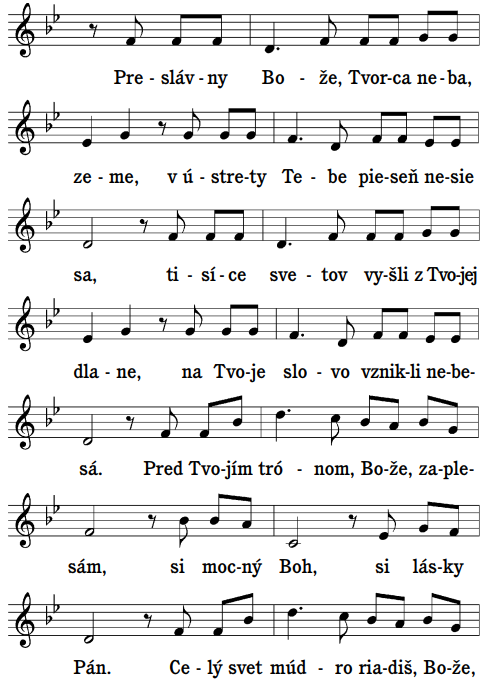 Pre - sláv - ny Bo - že, Tvor - ca ne - ba,
ze - me, v ú - stre - ty Te - be pie - seň ne - sie
sa, ti - sí - ce sve - tov vy - šli z Tvo - jej
dla - ne, na Tvo - je slo - vo vznik - li ne - be-
sá. Pred Tvo - jím tró - nom, Bo - že, za - ple-
sám, si moc - ný Boh, si lás - ky
Pán. Ce - lý svet múd - ro ria - diš, Bo - že,